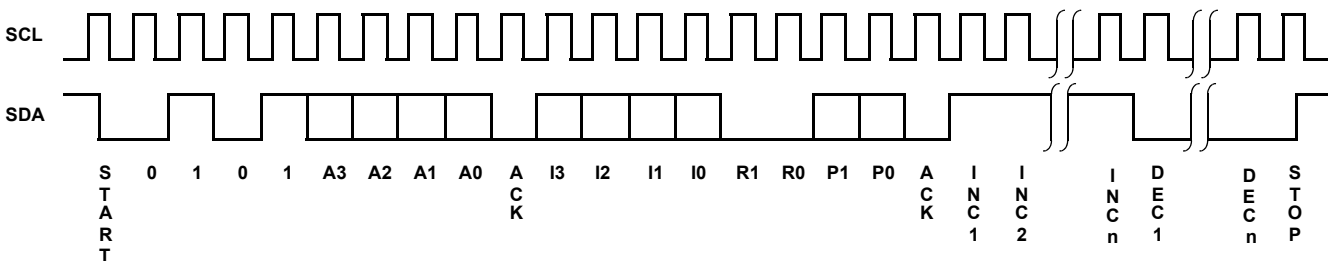 SCL
SDA
START 0 1 0 1 A3 A2 A1 A0 ACK I3 I2 I1 I0 R1 R0 P1 P0 ACK INC1 INC2 INCn DEC1 DECn STOP